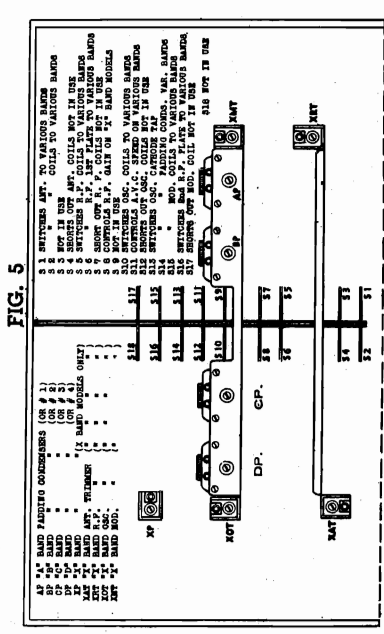 FIG. 5
AP "A" BAND PADDING CONDENSERS (OR # 1)
BP "B" BAND " " (OR # 2)
CP "C" BAND " " (OR # 3)
DP "D" BAND " " (OR # 4)
XP "X" BAND " " (X BAND MODELS ONLY)
XAT "X" BAND ANT. TRIMMER ( " " " )
XRT "X" BAND R.F. " ( " " " )
XOT "X" BAND OSC. " ( " " " )
XMT "X" BAND MOD. " ( " " " )
S 1 SWITCHES ANT. TO VARIOUS BANDS
S 2 " " COILS TO VARIOUS BANDS
S 3 NOT IN USE
S 4 SHORTS OUT ANT. COILS NOT IN USE
S 5 SWITCHES R.F. COILS TO VARIOUS BANDS
S 6 " R.F. 1ST PLATE TO VARIOUS BANDS
S 7 SHORT OUT R. F. COILS NOT IN USE
S 8 CONTROLS R.F. GAIN ON "X" BAND MODELS
S 9 NOT IN USE
S10 SWITCHES OSC. COILS TO VARIOUS BANDS
S11 CONTROLS A.V.C. SPEED ON VARIOUS BANDS
S12 SHORTS OUT OSC. COILS NOT IN USE
S13 SWITCHES OSC. CATHODE TAP
S14 " " PADDING CONDS. VAR. BANDS
S15 " MOD. COILS TO VARIOUS BANDS
S16 SWITCHES 2nd R.F PLATE TO VARIOUS BANDS
S17 SHORTS OUT MOD. COIL NOT IN USE
S18 NOT IN USE
S18 S17
S16 S15
S14 S13
S12 S11
S10 S9
S8 S7
S6 S5
S4 S3
S2 S1
XP
XOT
DP.
CP.
BP
AP
XMT
XAT
XRT